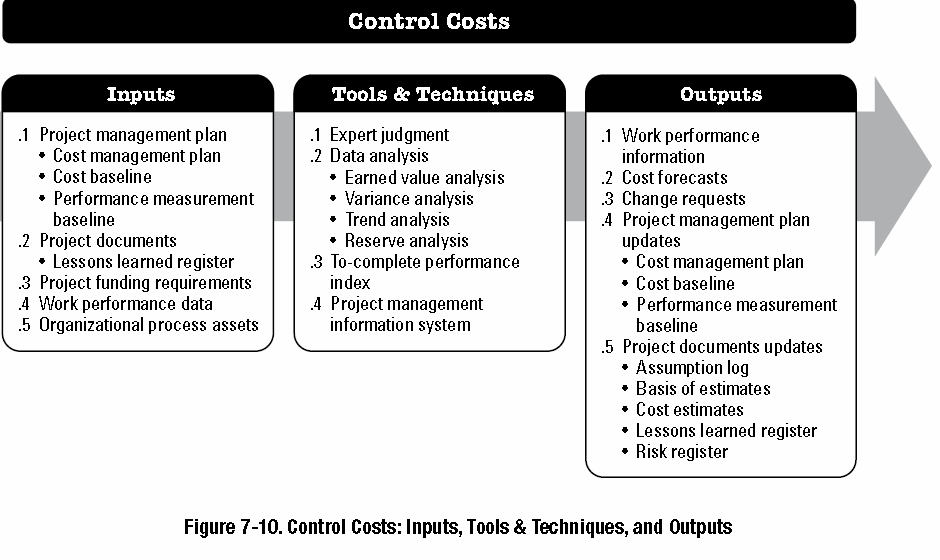 Control Costs
Inputs
.1 Project management plan
• Cost management plan
• Cost baseline
• Performance measurement
baseline
.2 Project documents
• Lessons learned register
.3 Project funding requirements
.4 Work performance data
.5 Organizational process assets
Tools & Techniques
.1 Expert judgment
.2 Data analysis
• Earned value analysis
• Variance analysis
• Trend analysis
• Reserve analysis
.3 To-complete performance
index
.4 Project management
information system
Outputs
.1 Work performance
information
.2 Cost forecasts
.3 Change requests
.4 Project management plan
updates
• Cost management plan
• Cost baseline
• Performance measurement
baseline
.5 Project documents updates
• Assumption log
• Basis of estimates
• Cost estimates
• Lessons learned register
• Risk register
Figure 7-10. Control Costs: Inputs, Tools & Techniques, and Outputs